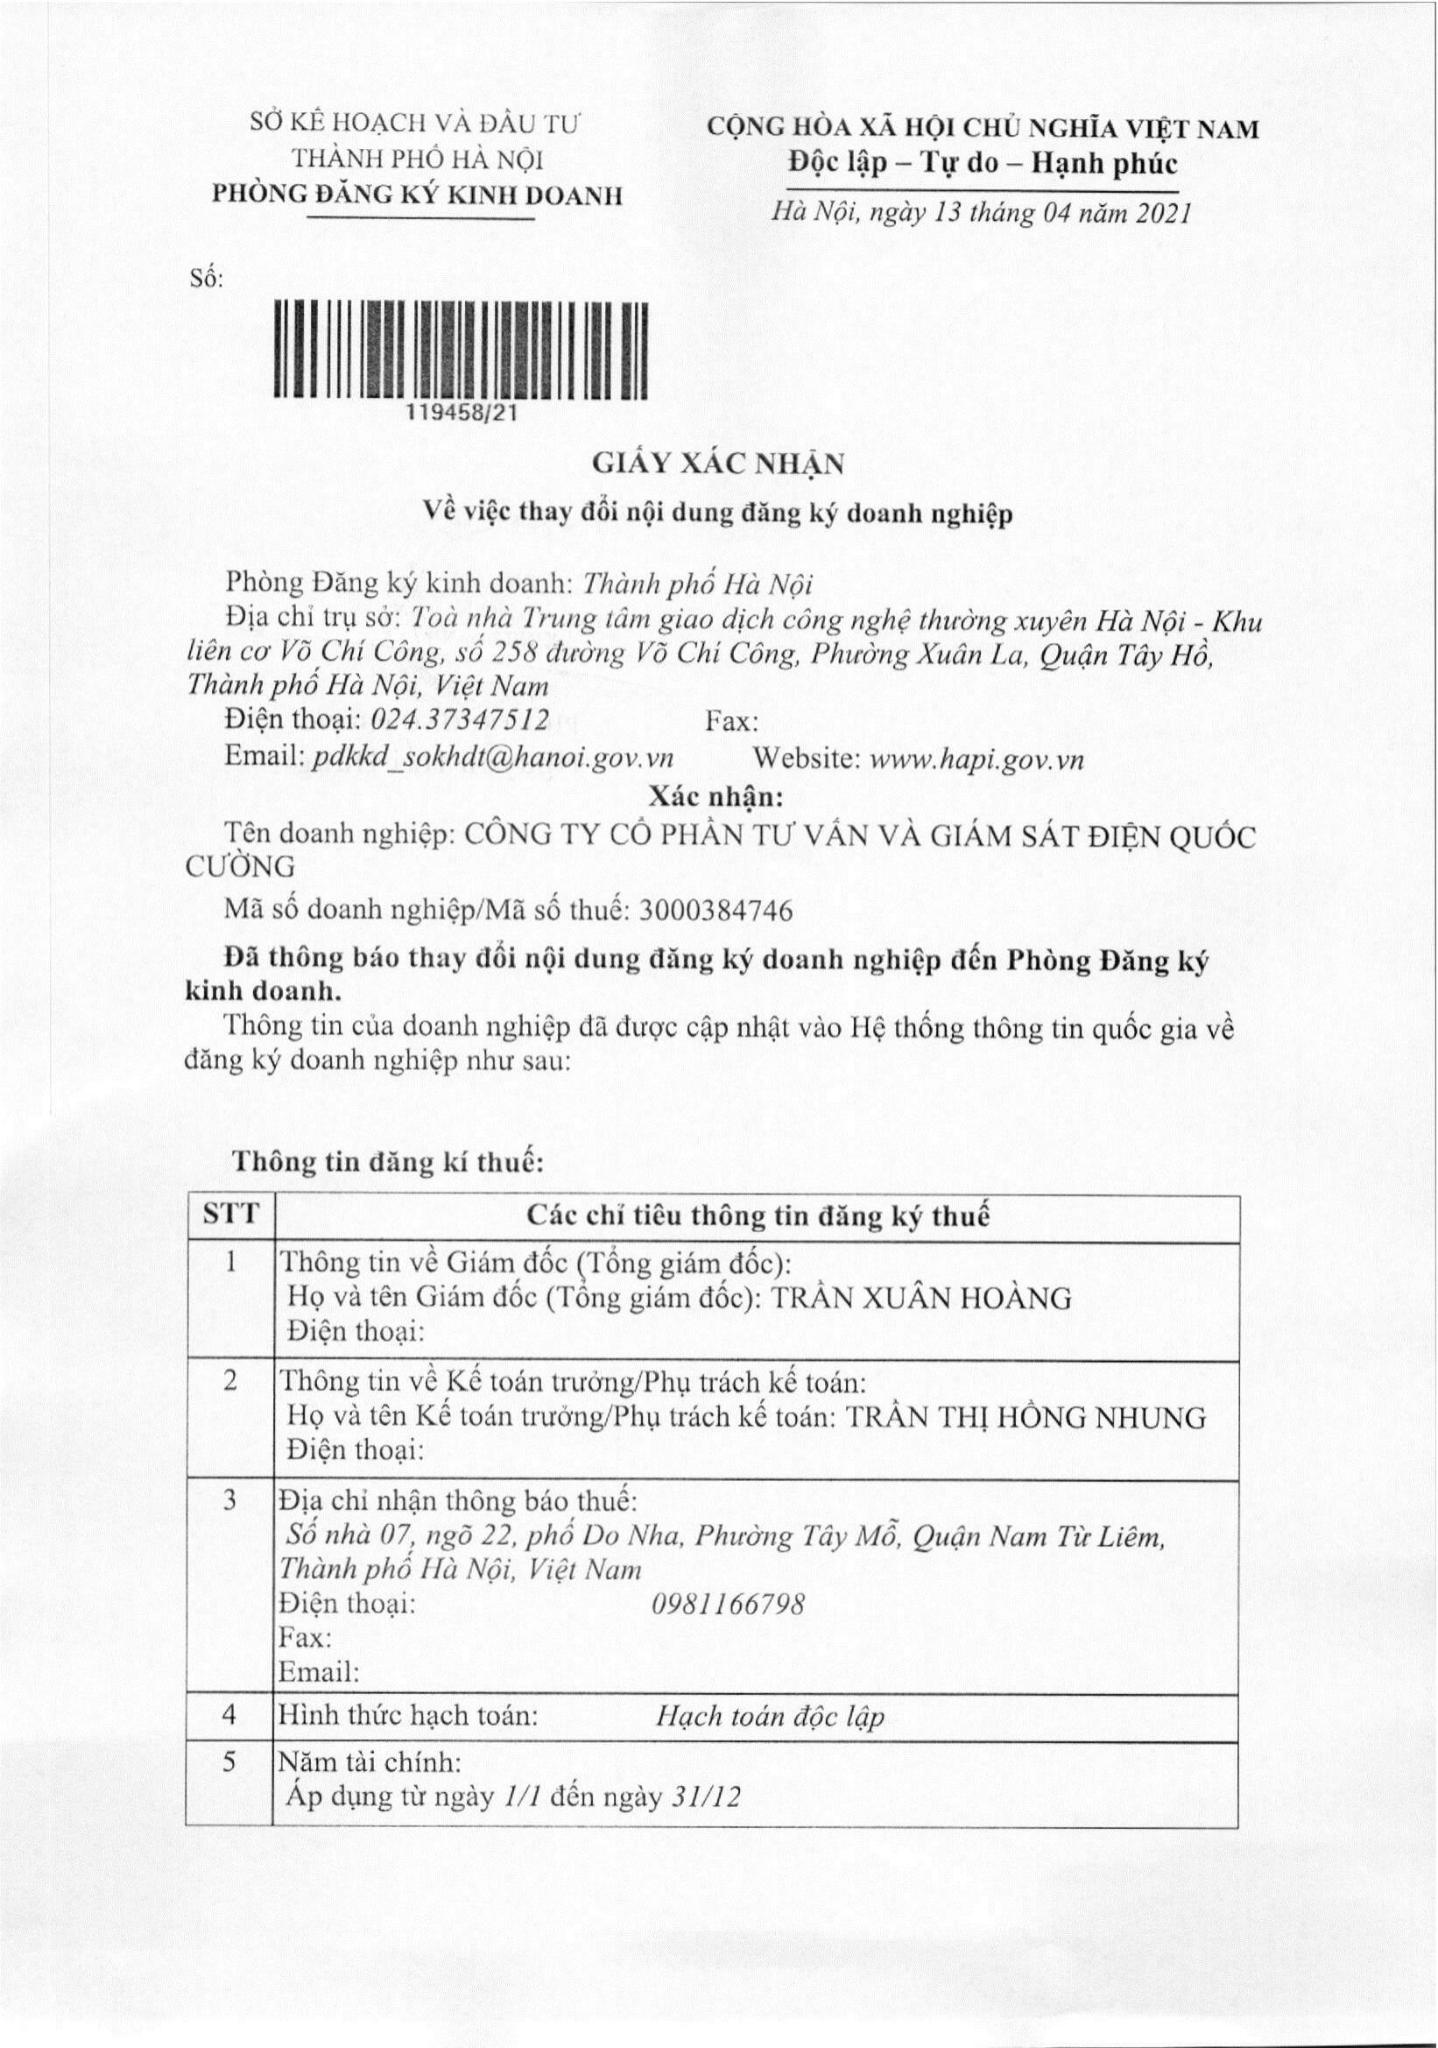 SỞ KẾ HOẠCH VÀ ĐẦU TƯ
THÀNH PHỐ HÀ NỘI
PHÒNG ĐĂNG KÝ KINH DOANH
CỘNG HÒA XÃ HỘI CHỦ NGHĨA VIỆT NAM
Độc lập – Tự do – Hạnh phúc
Hà Nội, ngày 13 tháng 04 năm 2021
Số:
119458/21
GIẤY XÁC NHẬN
Về việc thay đổi nội dung đăng ký doanh nghiệp
Phòng Đăng ký kinh doanh: Thành phố Hà Nội
Địa chỉ trụ sở: Toà nhà Trung tâm giao dịch công nghệ thường xuyên Hà Nội - Khu
liên cơ Võ Chí Công, số 258 đường Võ Chí Công, Phường Xuân La, Quận Tây Hồ,
Thành phố Hà Nội, Việt Nam
Điện thoại: 024.37347512 Fax:
Email: pdkkd_sokhdt@hanoi.gov.vn Website: www.hapi.gov.vn
Xác nhận:
Tên doanh nghiệp: CÔNG TY CỔ PHẦN TƯ VẤN VÀ GIÁM SÁT ĐIỆN QUỐC
CƯỜNG
Mã số doanh nghiệp/Mã số thuế: 3000384746
Đã thông báo thay đổi nội dung đăng ký doanh nghiệp đến Phòng Đăng ký
kinh doanh.
Thông tin của doanh nghiệp đã được cập nhật vào Hệ thống thông tin quốc gia về
đăng ký doanh nghiệp như sau:
Thông tin đăng kí thuế:
STT Các chỉ tiêu thông tin đăng ký thuế
1 Thông tin về Giám đốc (Tổng giám đốc):
Họ và tên Giám đốc (Tổng giám đốc): TRẦN XUÂN HOÀNG
Điện thoại:
2 Thông tin về Kế toán trưởng/Phụ trách kế toán:
Họ và tên Kế toán trưởng/Phụ trách kế toán: TRẦN THỊ HỒNG NHUNG
Điện thoại:
3 Địa chỉ nhận thông báo thuế:
Số nhà 07, ngõ 22, phố Do Nha, Phường Tây Mỗ, Quận Nam Từ Liêm,
Thành phố Hà Nội, Việt Nam
Điện thoại: 0981166798
Fax:
Email:
4 Hình thức hạch toán: Hạch toán độc lập
5 Năm tài chính:
Áp dụng từ ngày 1/1 đến ngày 31/12